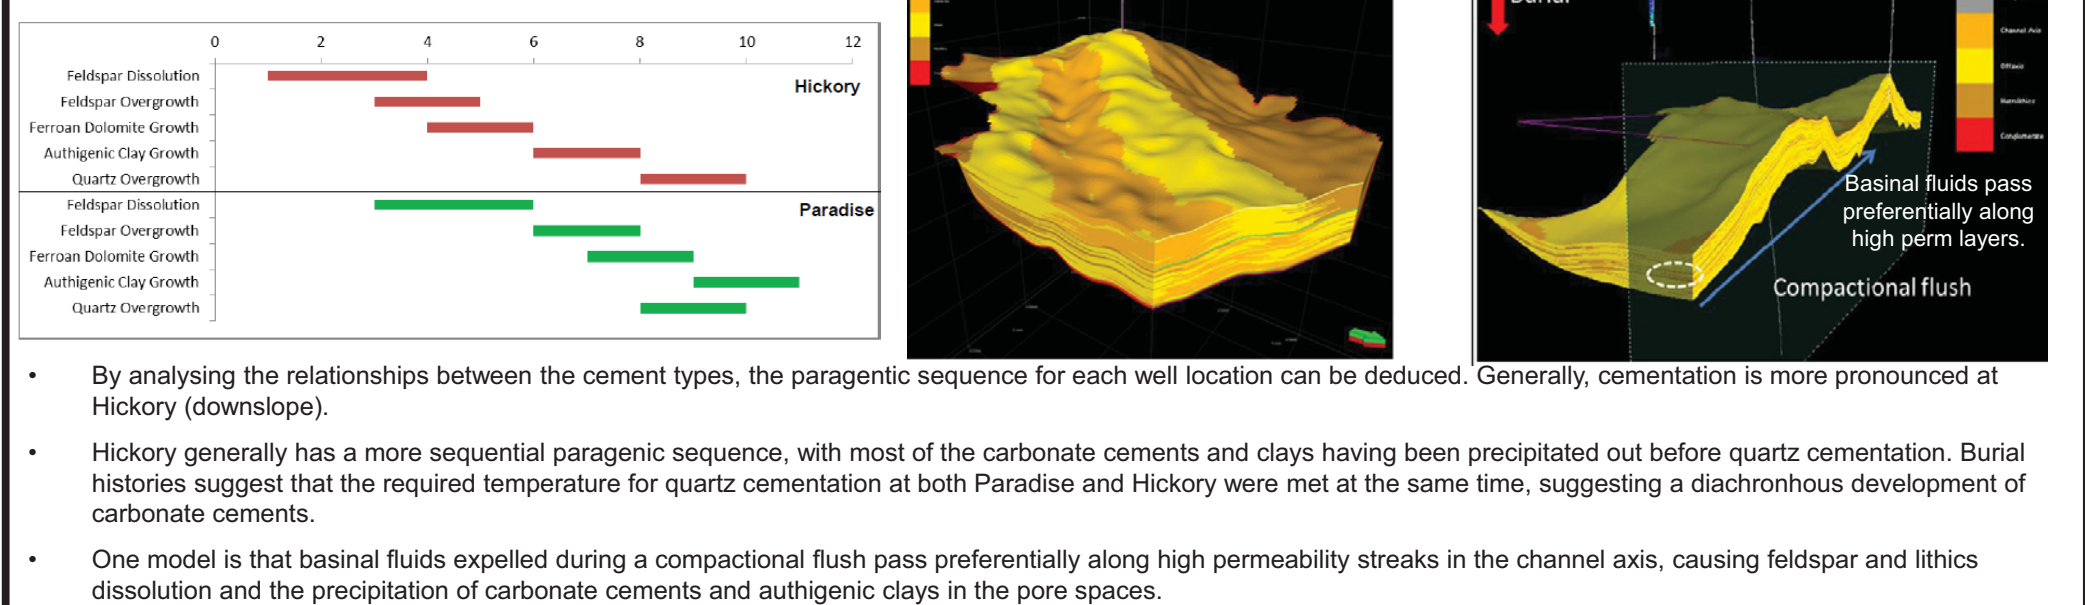 0 2 4 6 8 10 12
Feldspar Dissolution
Hickory
Feldspar Overgrowth
Ferroan Dolomite Growth
Authigenic Clay Growth
Quartz Overgrowth
Feldspar Dissolution
Paradise
Feldspar Overgrowth
Ferroan Dolomite Growth
Authigenic Clay Growth
Quartz Overgrowth
Channel Axis
Offaxis
Conglomerate
Basinal fluids pass
preferentially along
high perm layers.
Compactional flush
• By analysing the relationships between the cement types, the paragentic sequence for each well location can be deduced. Generally, cementation is more pronounced at
Hickory (downslope).
• Hickory generally has a more sequential paragenic sequence, with most of the carbonate cements and clays having been precipitated out before quartz cementation. Burial
histories suggest that the required temperature for quartz cementation at both Paradise and Hickory were met at the same time, suggesting a diachronhous development of
carbonate cements.
• One model is that basinal fluids expelled during a compactional flush pass preferentially along high permeability streaks in the channel axis, causing feldspar and lithics
dissolution and the precipitation of carbonate cements and authigenic clays in the pore spaces.